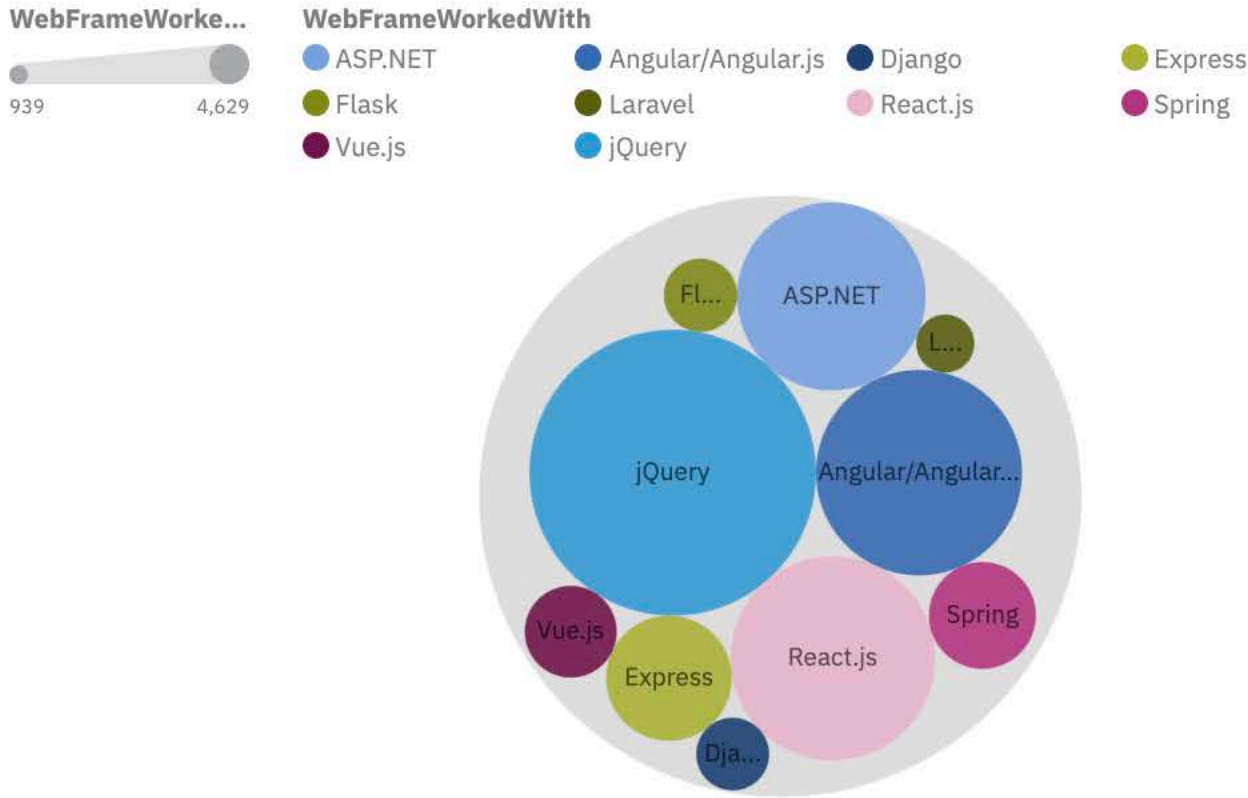 WebFrameWorke... WebFrameWorkedWith
ASP.NET Angular/Angular.js Django Express
939 4,629 Flask Laravel React.js Spring
Vue.js jQuery
Fl... ASP.NET
L...
jQuery Angular/Angular...
Spring
Vue.js
React.js
Express
Dja...